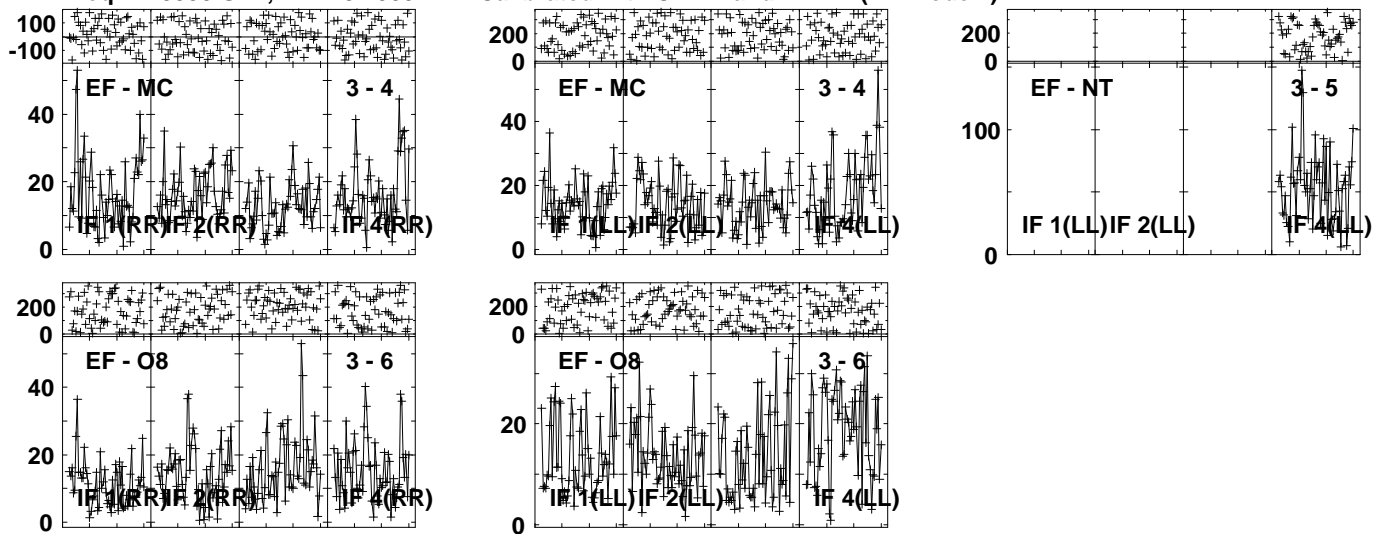 100
-100
EF - MC 3 - 4
40
20
0
IF 1(RR) IF 2(RR) IF 4(RR)
200
0
EF - MC 3 - 4
40
20
0
IF 1(LL) IF 2(LL) IF 4(LL)
200
0
EF - NT 3 - 5
100
0
IF 1(LL) IF 2(LL) IF 4(LL)
200
0
EF - O8 3 - 6
40
20
0
IF 1(RR) IF 2(RR) IF 4(RR)
200
0
EF - O8 3 - 6
20
0
IF 1(LL) IF 2(LL) IF 4(LL)